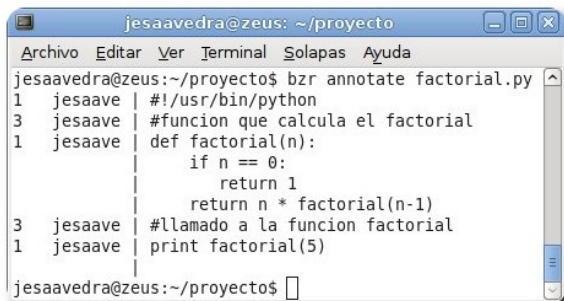 jesaavedra@zeus: ~/proyecto
Archivo Editar Ver Terminal Solapas Ayuda
jesaavedra@zeus:~/proyecto$ bzr annotate factorial.py
1 jesaave | #!/usr/bin/python
3 jesaave | #funcion que calcula el factorial
1 jesaave | def factorial(n):
| if n == 0:
| return 1
| return n * factorial(n-1)
3 jesaave | #llamado a la funcion factorial
1 jesaave | print factorial(5)
|
jesaavedra@zeus:~/proyecto$